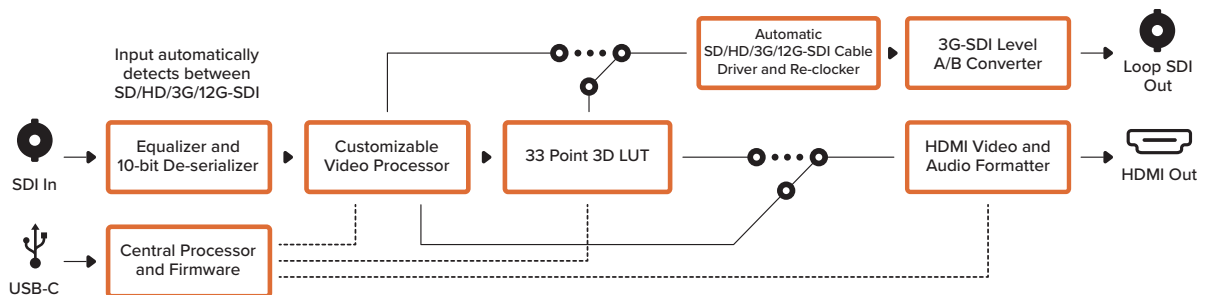 Input automatically
detects between
SD/HD/3G/12G-SDI
Automatic
SD/HD/3G/12G-SDI Cable
Driver and Re-clocker
3G-SDI Level
A/B Converter
Loop SDI
Out
SDI In
Equalizer and
10-bit De-serializer
Customizable
Video Processor
33 Point 3D LUT
HDMI Video and
Audio Formatter
HDMI Out
USB-C
Central Processor
and Firmware